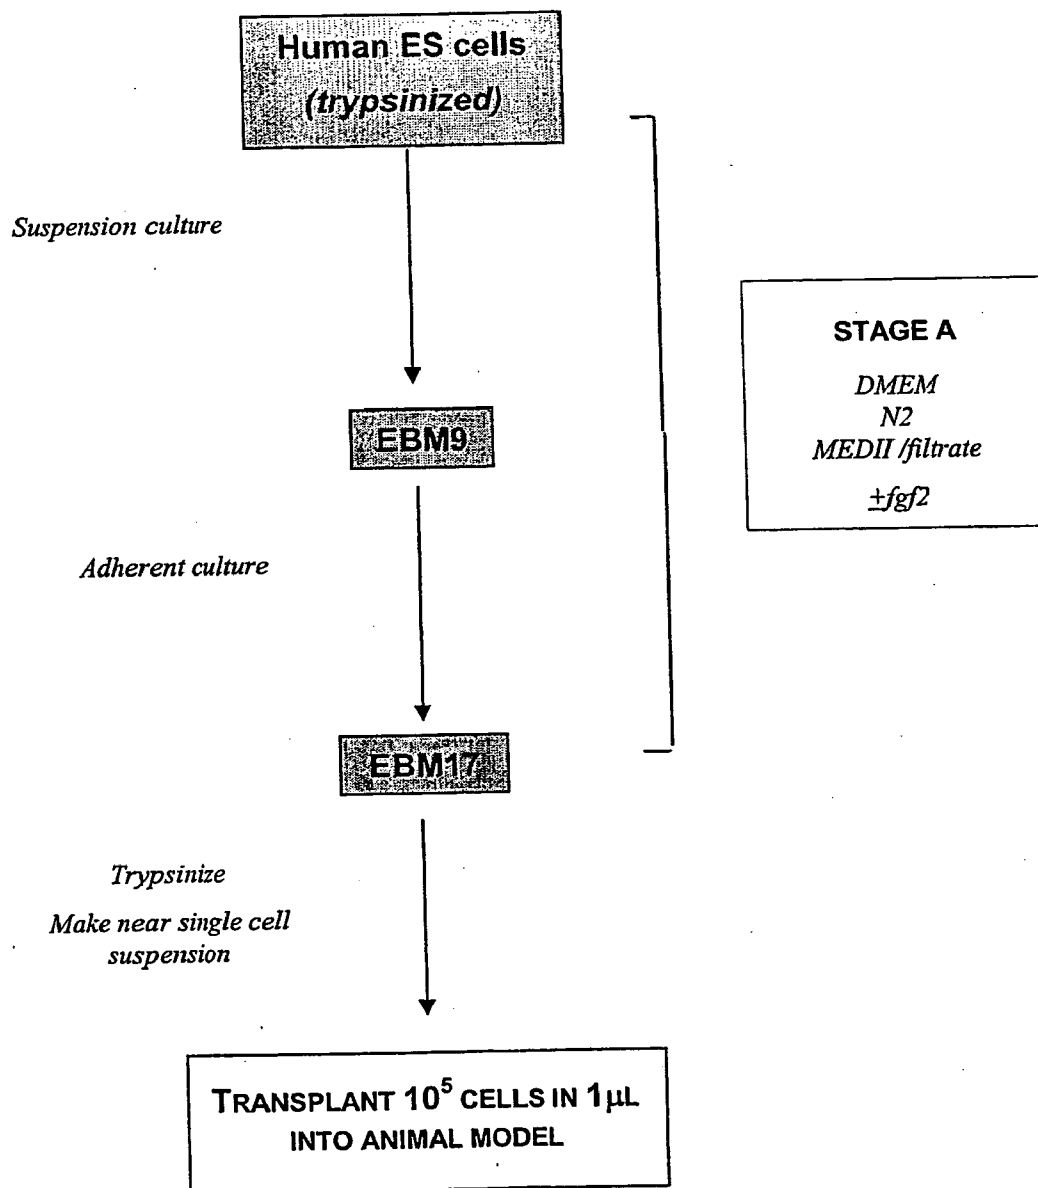 Human ES cells
(trypsinized)
Suspension culture
STAGE A
DMEM
N2
MEDII /filtrate
±fgf2
EBM9
Adherent culture
EBM17
Trypsinize
Make near single cell
suspension
TRANSPLANT 10⁵ CELLS IN 1µL
INTO ANIMAL MODEL